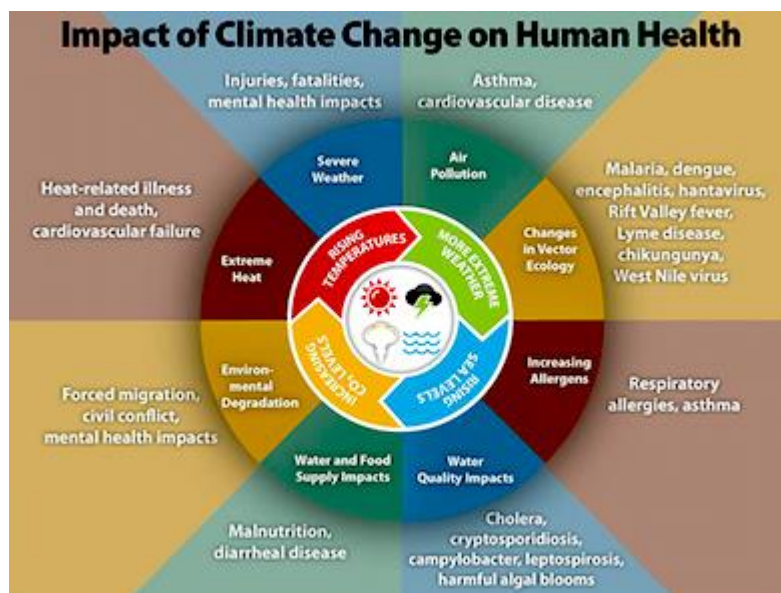 Impact of Climate Change on Human Health
Injuries, fatalities,
mental health impacts
Asthma,
cardiovascular disease
Severe
Weather
Air
Pollution
Heat-related illness
and death,
cardiovascular failure
Malaria, dengue,
encephalitis, hantavirus,
Rift Valley fever,
Lyme disease,
chikungunya,
West Nile virus
Extreme
Heat
Changes
in Vector
Ecology
RISING
TEMPERATURES
MORE EXTREME
WEATHER
INCREASING
CO₂ LEVELS
RISING
SEA LEVELS
Environ-
mental
Degradation
Increasing
Allergens
Forced migration,
civil conflict,
mental health impacts
Respiratory
allergies, asthma
Water and Food
Supply Impacts
Water
Quality Impacts
Malnutrition,
diarrheal disease
Cholera,
cryptosporidiosis,
campylobacter, leptospirosis,
harmful algal blooms